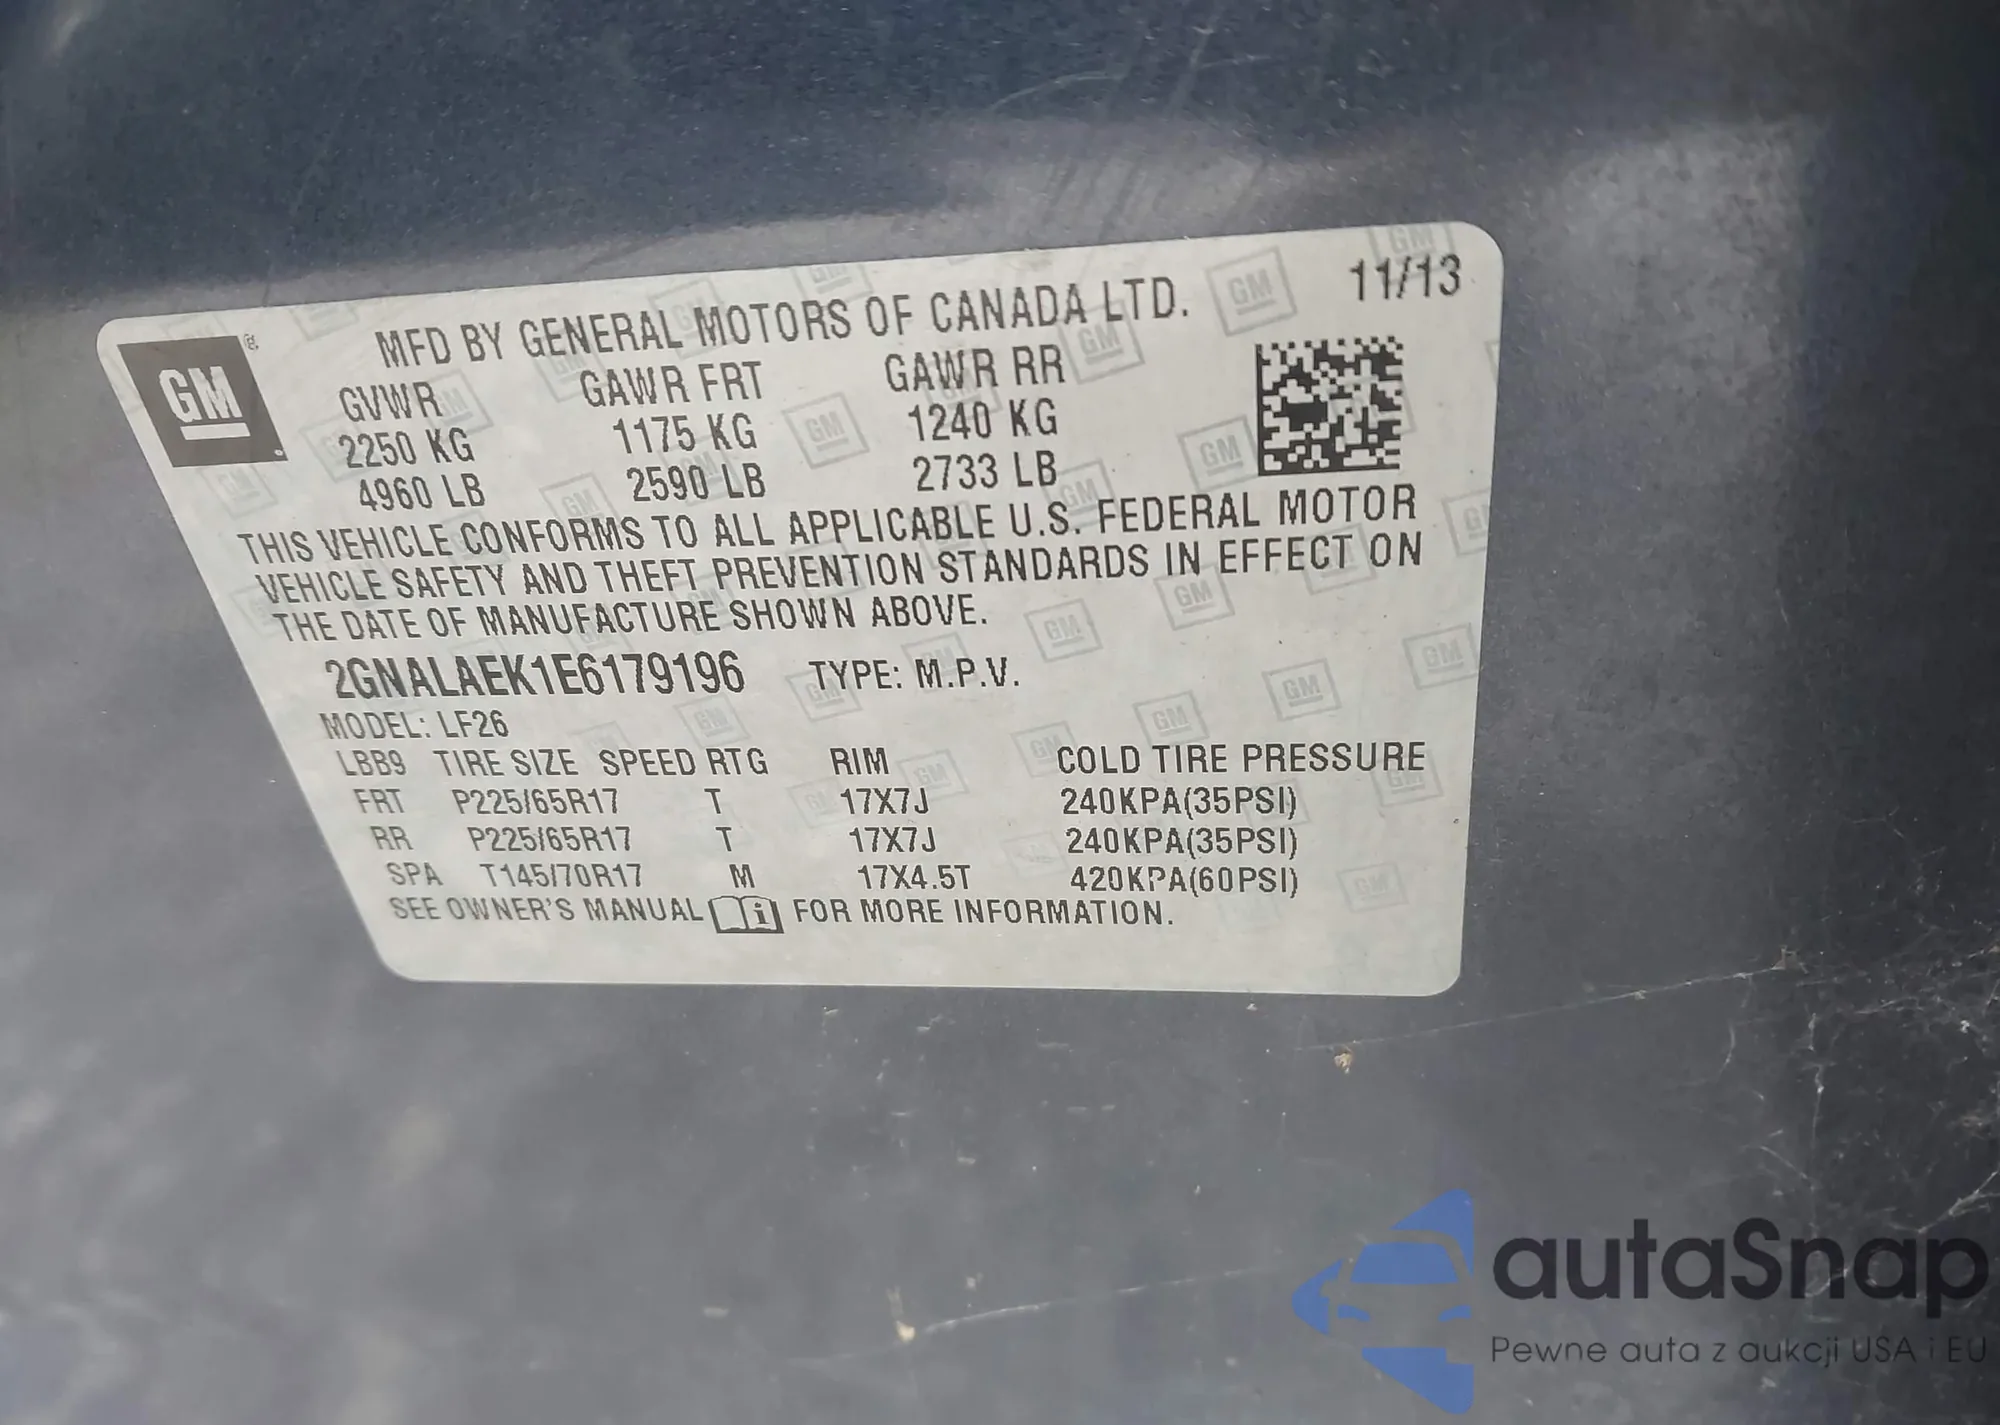 GM
MFD BY GENERAL MOTORS OF CANADA LTD. 11/13
GVWR GAWR FRT GAWR RR
2250 KG 1175 KG 1240 KG
4960 LB 2590 LB 2733 LB
THIS VEHICLE CONFORMS TO ALL APPLICABLE U.S. FEDERAL MOTOR
VEHICLE SAFETY AND THEFT PREVENTION STANDARDS IN EFFECT ON
THE DATE OF MANUFACTURE SHOWN ABOVE.
2GNALAEK1E6179196 TYPE: M.P.V.
MODEL: LF26
LBB9 TIRE SIZE SPEED RTG RIM COLD TIRE PRESSURE
FRT P225/65R17 T 17X7J 240KPA(35PSI)
RR P225/65R17 T 17X7J 240KPA(35PSI)
SPA T145/70R17 M 17X4.5T 420KPA(60PSI)
SEE OWNER'S MANUAL i FOR MORE INFORMATION.
autaSnap
Pewne auta z aukcji USA i EU